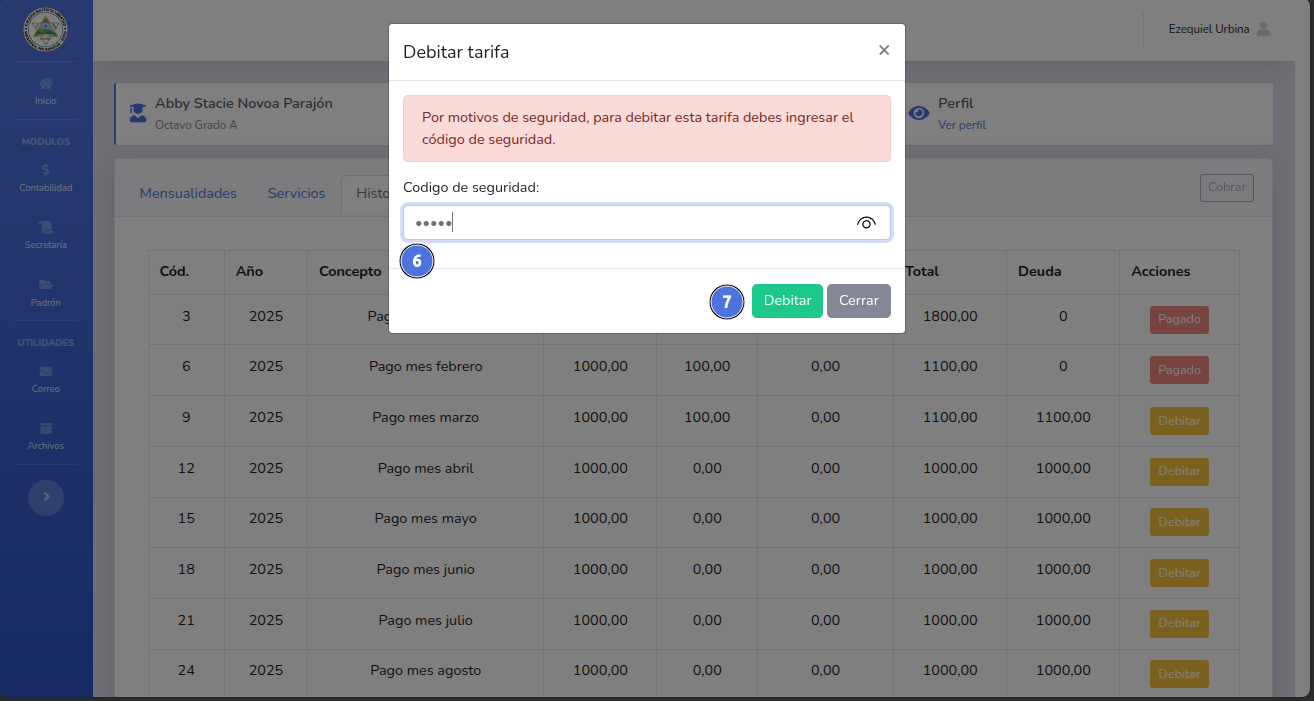 Ezequiel Urbina
Inicio
MODULOS
Contabilidad
Secretaría
Padrón
UTILIDADES
Correo
Archivos
Debitar tarifa
×
Por motivos de seguridad, para debitar esta tarifa debes ingresar el
código de seguridad.
Codigo de seguridad:
•••••
6
7 Debitar Cerrar
Abby Stacie Novoa Parajón
Octavo Grado A
Perfil
Ver perfil
Mensualidades Servicios Histo Cobrar
Cód. Año Concepto Total Deuda Acciones
3 2025 Pag 1800,00 0 Pagado
6 2025 Pago mes febrero 1000,00 100,00 0,00 1100,00 0 Pagado
9 2025 Pago mes marzo 1000,00 100,00 0,00 1100,00 1100,00 Debitar
12 2025 Pago mes abril 1000,00 0,00 0,00 1000,00 1000,00 Debitar
15 2025 Pago mes mayo 1000,00 0,00 0,00 1000,00 1000,00 Debitar
18 2025 Pago mes junio 1000,00 0,00 0,00 1000,00 1000,00 Debitar
21 2025 Pago mes julio 1000,00 0,00 0,00 1000,00 1000,00 Debitar
24 2025 Pago mes agosto 1000,00 0,00 0,00 1000,00 1000,00 Debitar